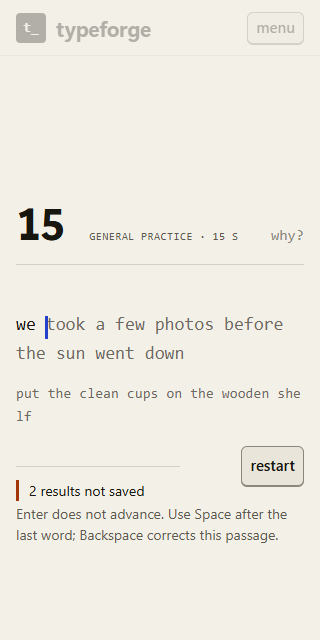 t_ typeforge menu
15 GENERAL PRACTICE · 15 S why?
we took a few photos before
the sun went down
put the clean cups on the wooden she
lf
restart
2 results not saved
Enter does not advance. Use Space after the
last word; Backspace corrects this passage.